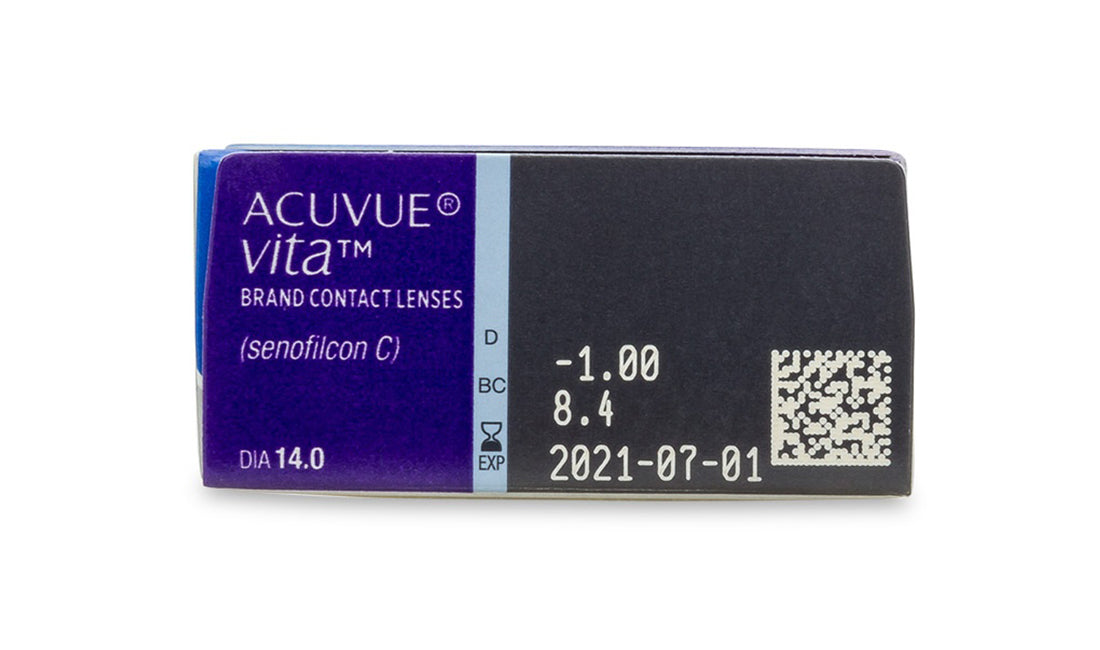 ACUVUE®
vita™
BRAND CONTACT LENSES
(senofilcon C)
DIA 14.0
D -1.00
BC 8.4
EXP 2021-07-01